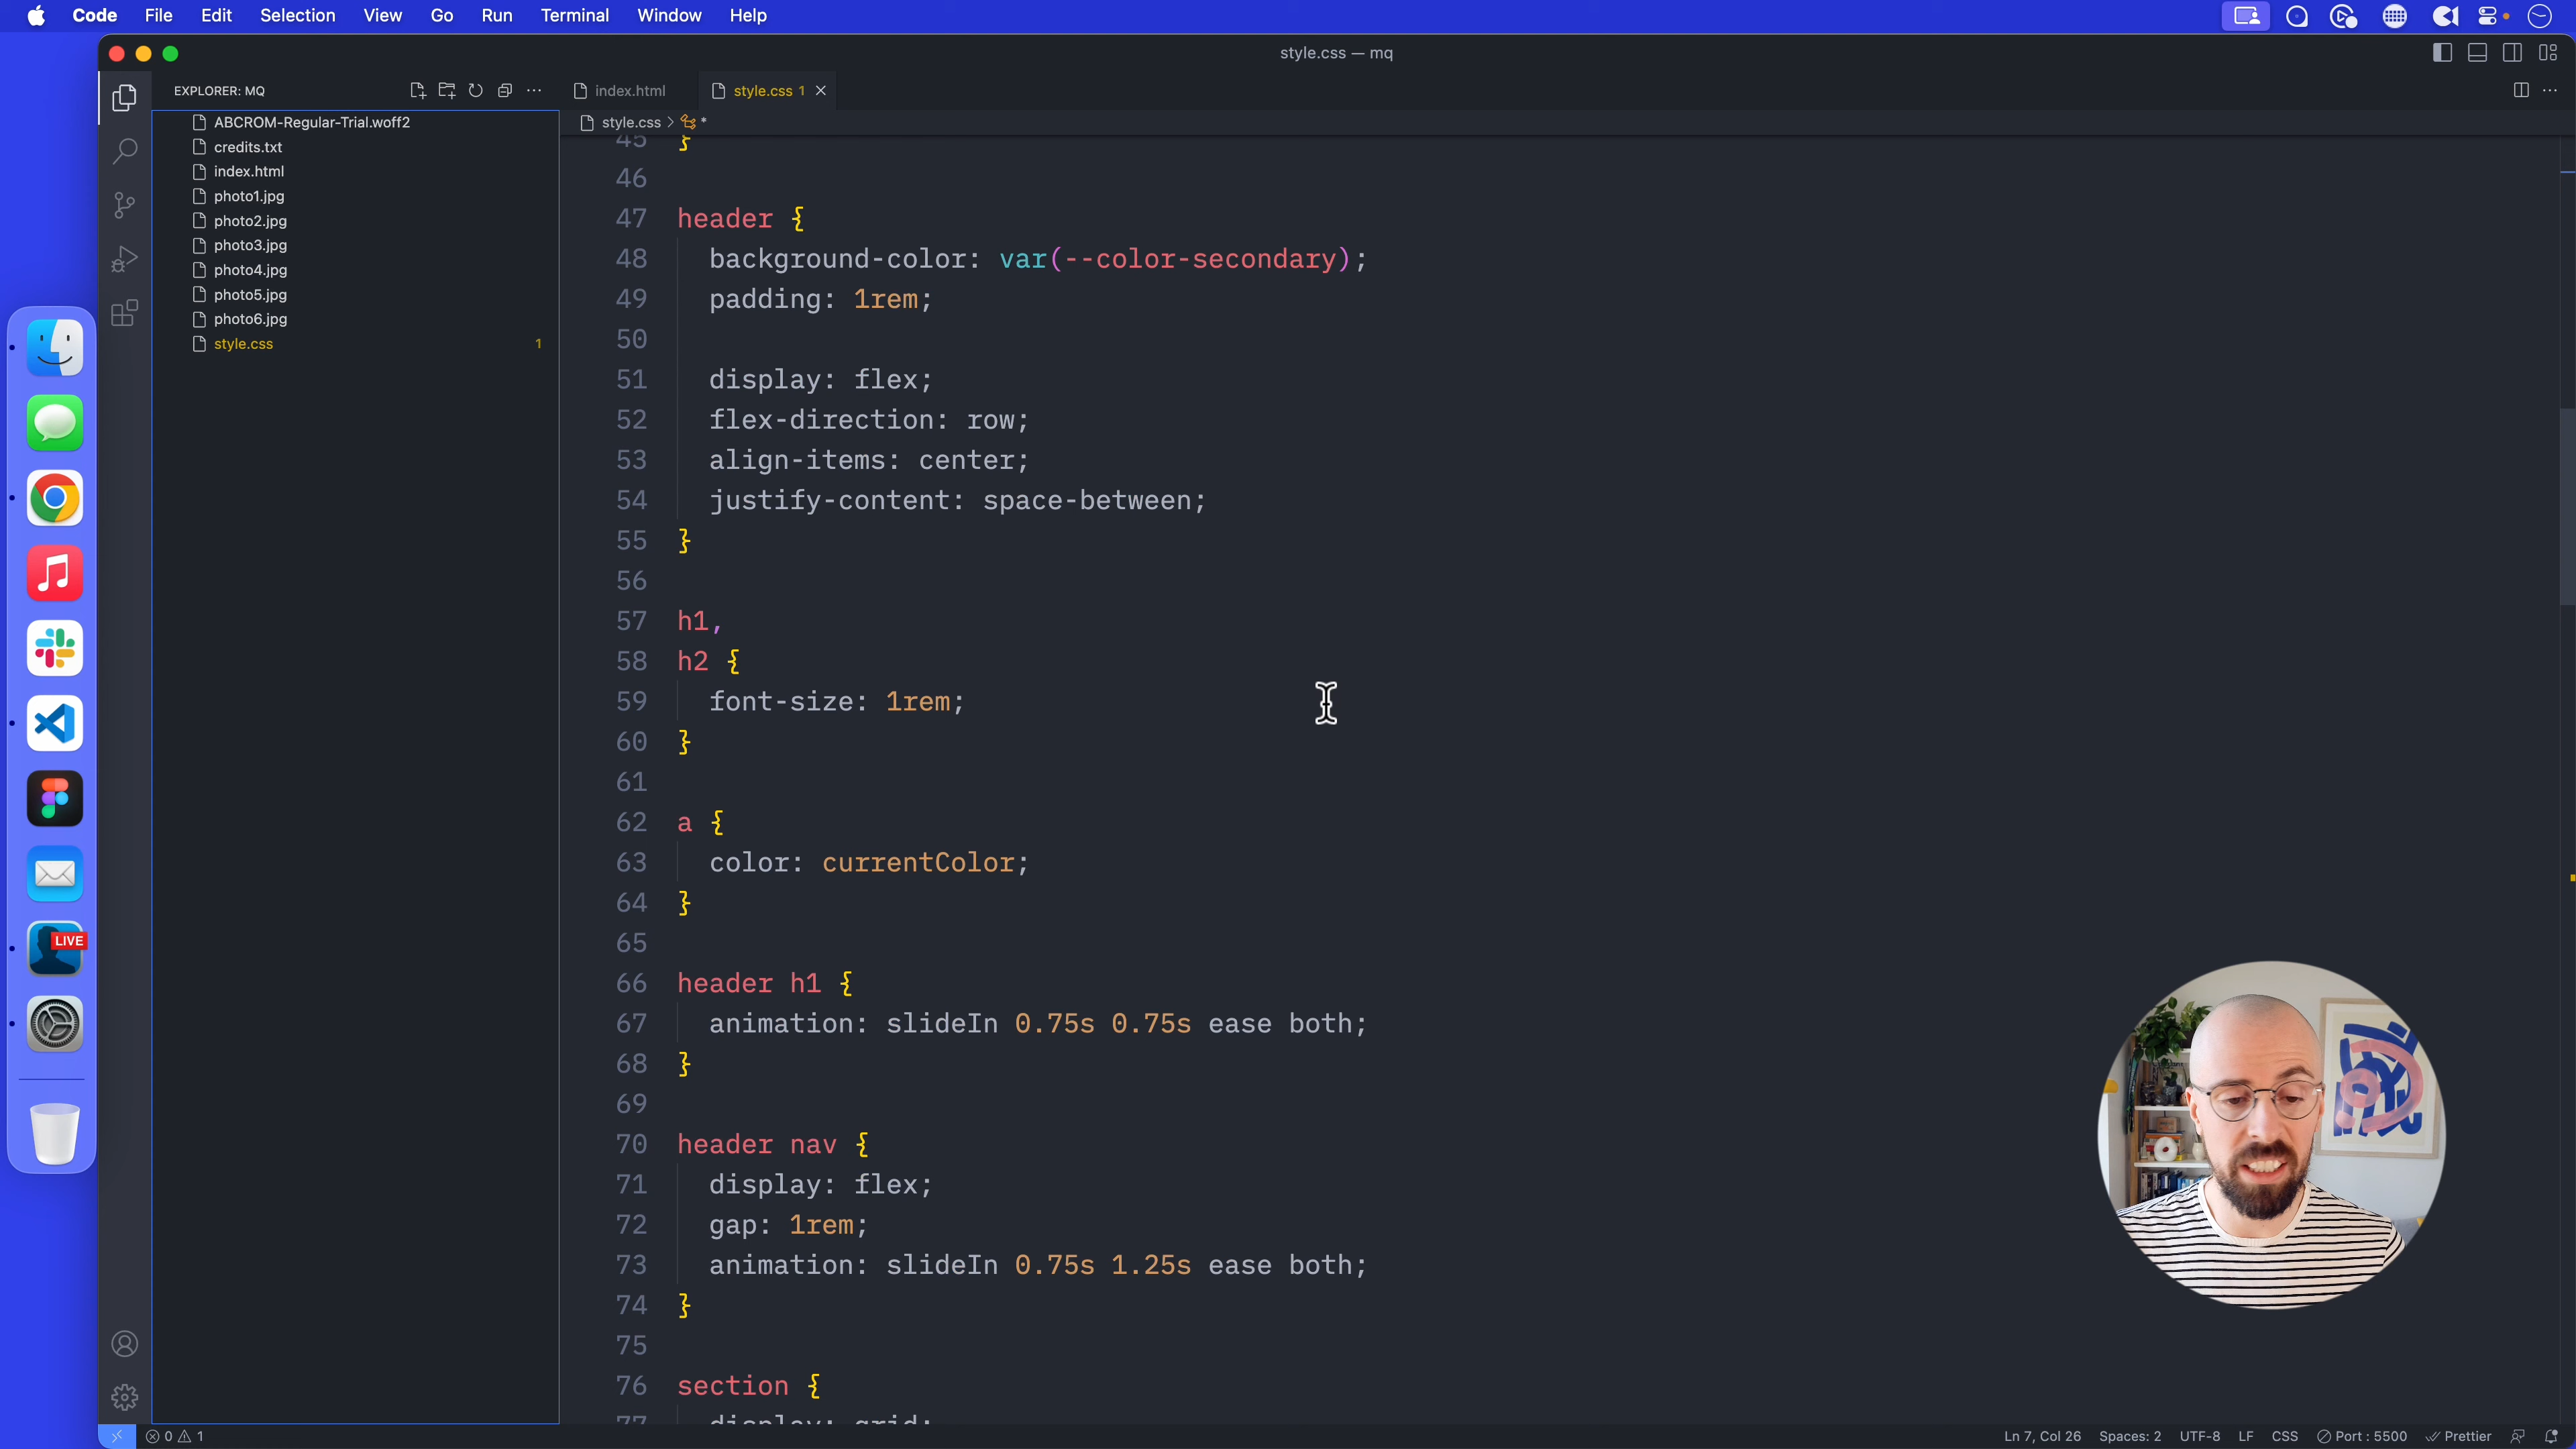 Code File Edit Selection View Go Run Terminal Window Help
style.css — mq
EXPLORER: MQ
index.html
style.css 1
style.css > *
ABCROM-Regular-Trial.woff2
credits.txt
index.html
photo1.jpg
photo2.jpg
photo3.jpg
photo4.jpg
photo5.jpg
photo6.jpg
style.css 1
45 }
46
47 header {
48 background-color: var(--color-secondary);
49 padding: 1rem;
50
51 display: flex;
52 flex-direction: row;
53 align-items: center;
54 justify-content: space-between;
55 }
56
57 h1,
58 h2 {
59 font-size: 1rem;
60 }
61
62 a {
63 color: currentColor;
64 }
65
66 header h1 {
67 animation: slideIn 0.75s 0.75s ease both;
68 }
69
70 header nav {
71 display: flex;
72 gap: 1rem;
73 animation: slideIn 0.75s 1.25s ease both;
74 }
75
76 section {
77 display: grid;
LIVE
0 1
Ln 7, Col 26 Spaces: 2 UTF-8 LF CSS Port : 5500 Prettier